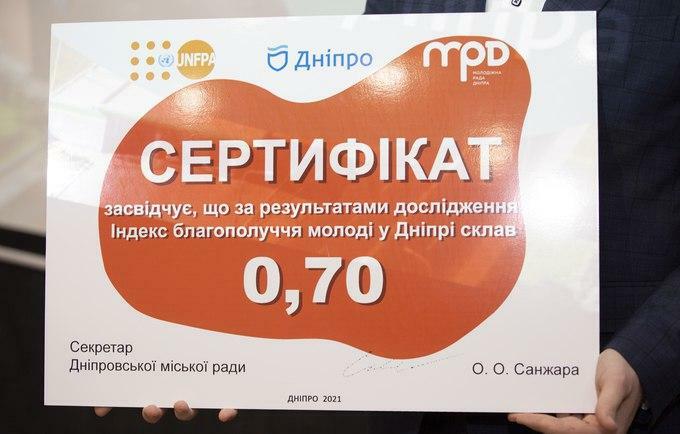 UNFPA
Дніпро
МРД
МОЛОДІЖНА
РАДА
ДНІПРА
СЕРТИФІКАТ
засвідчує, що за результатами дослідження
Індекс благополуччя молоді у Дніпрі склав
0,70
Секретар
Дніпровської міської ради
О. О. Санжара
ДНІПРО 2021